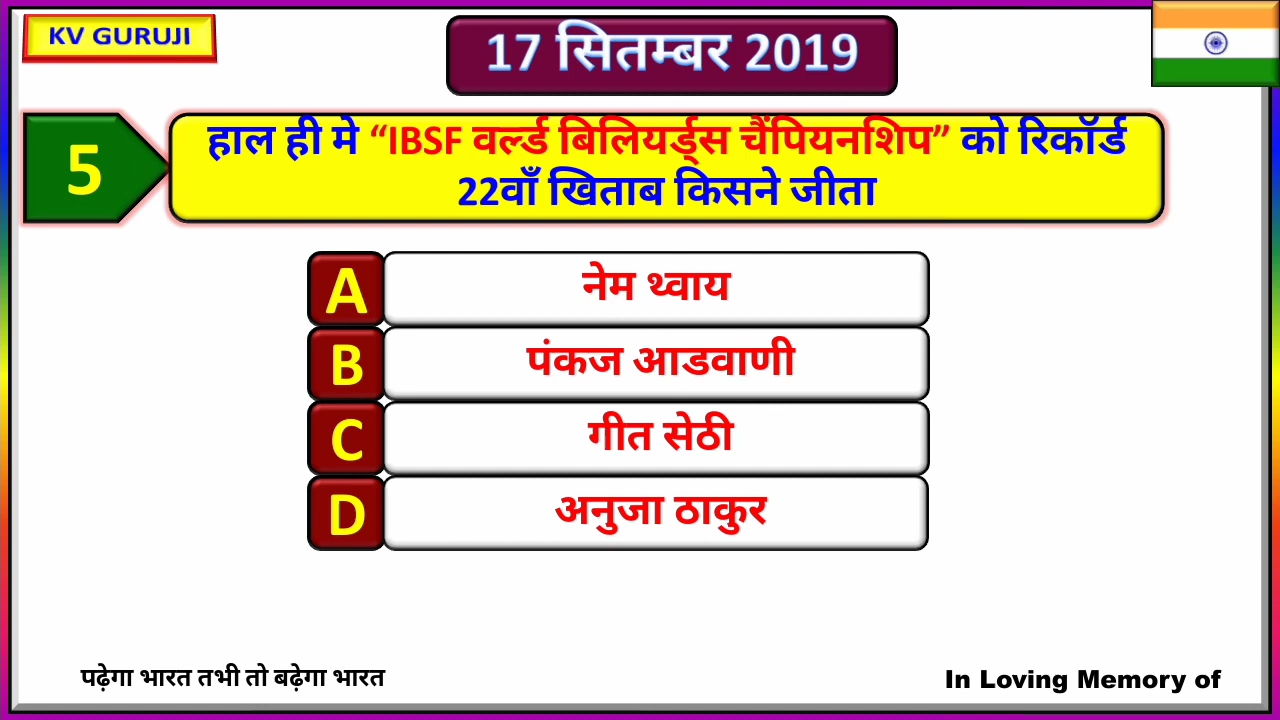 KV GURUJI
17 सितम्बर 2019
5
हाल ही मे “IBSF वर्ल्ड बिलियर्ड्स चैंपियनशिप” को रिकॉर्ड
22वाँ खिताब किसने जीता
A
नेम थ्वाय
B
पंकज आडवाणी
C
गीत सेठी
D
अनुजा ठाकुर
पढ़ेगा भारत तभी तो बढ़ेगा भारत
In Loving Memory of